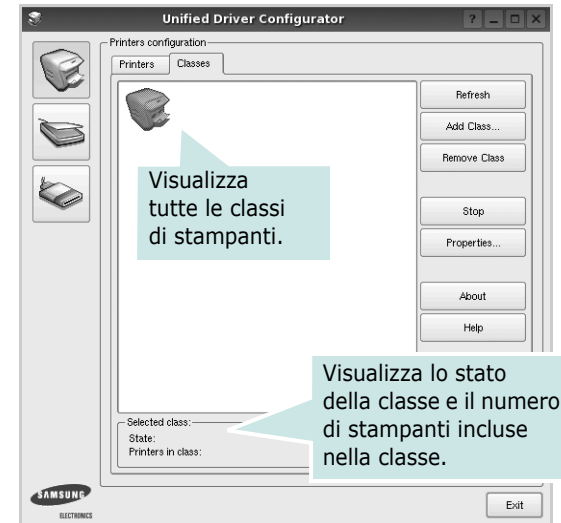 Unified Driver Configurator
Printers configuration
Printers Classes
Refresh
Add Class...
Remove Class
Stop
Properties...
About
Help
Visualizza
tutte le classi
di stampanti.
Visualizza lo stato
della classe e il numero
di stampanti incluse
nella classe.
Selected class:
State:
Printers in class:
SAMSUNG
ELECTRONICS
Exit